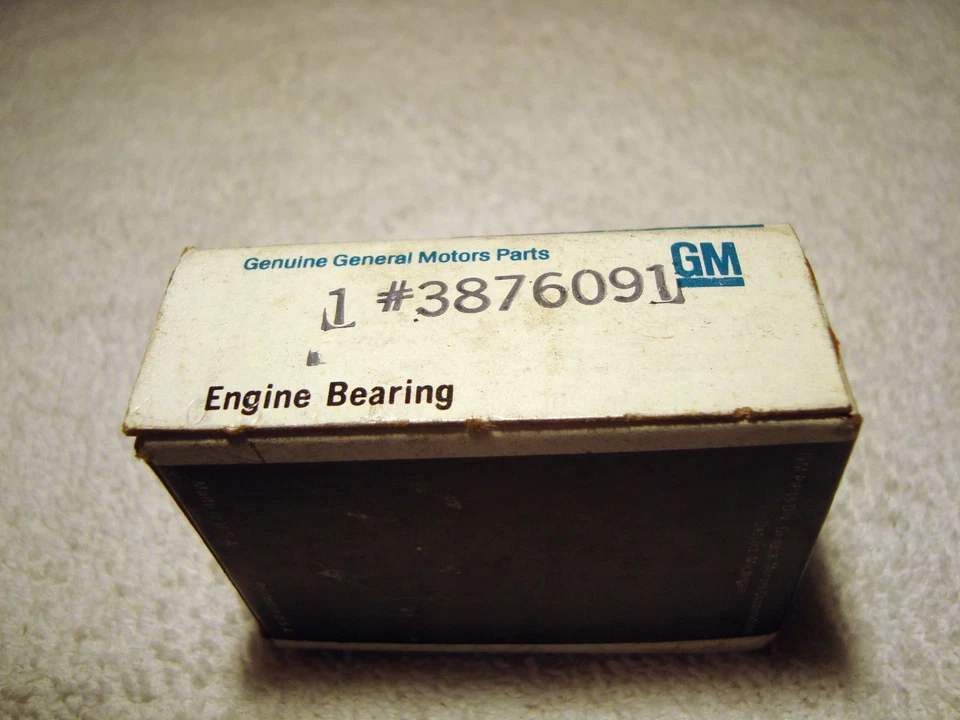 Genuine General Motors Parts
GM
1 #3876091
Engine Bearing